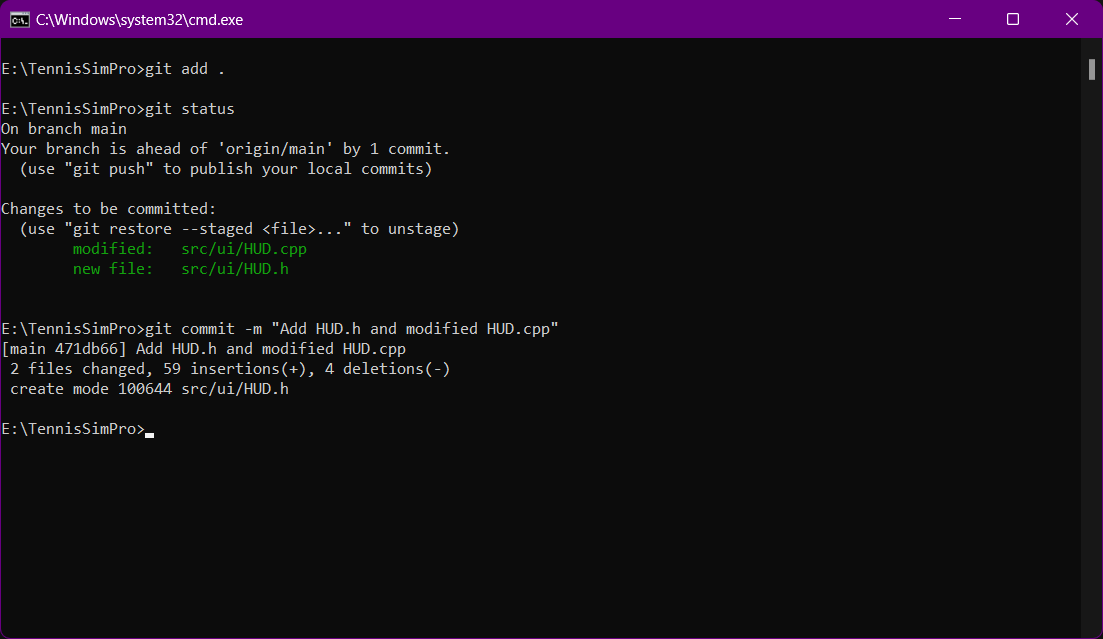 C:\Windows\system32\cmd.exe
E:\TennisSimPro>git add .
E:\TennisSimPro>git status
On branch main
Your branch is ahead of 'origin/main' by 1 commit.
  (use "git push" to publish your local commits)
Changes to be committed:
  (use "git restore --staged <file>..." to unstage)
        modified:   src/ui/HUD.cpp
        new file:   src/ui/HUD.h
E:\TennisSimPro>git commit -m "Add HUD.h and modified HUD.cpp"
[main 471db66] Add HUD.h and modified HUD.cpp
 2 files changed, 59 insertions(+), 4 deletions(-)
 create mode 100644 src/ui/HUD.h
E:\TennisSimPro>